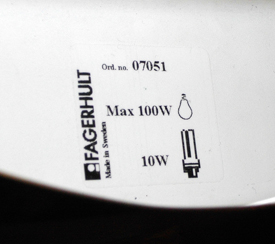 Ord. no. 07051
Max 100W
10W
FAGERHULT
Made in Sweden